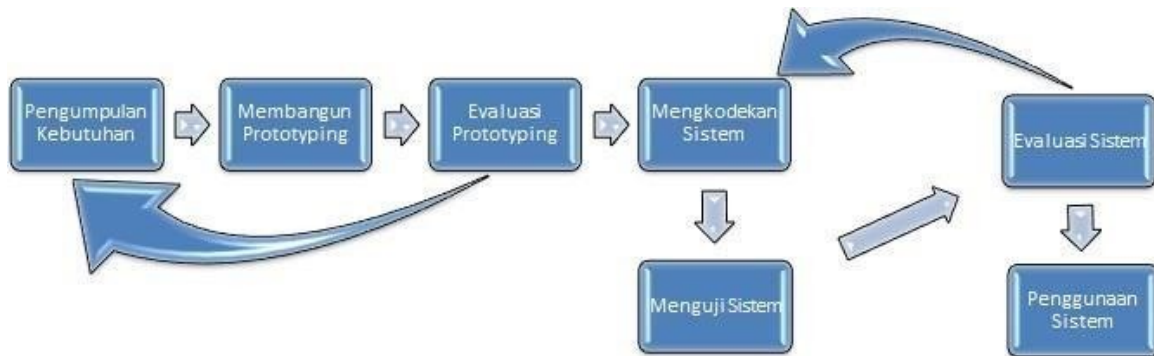 Pengumpulan
Kebutuhan
Membangun
Prototyping
Evaluasi
Prototyping
Mengkodekan
Sistem
Menguji Sistem
Evaluasi Sistem
Penggunaan
Sistem